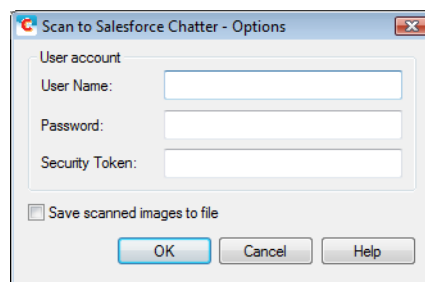 Scan to Salesforce Chatter - Options
User account
User Name:
Password:
Security Token:
Save scanned images to file
OK Cancel Help